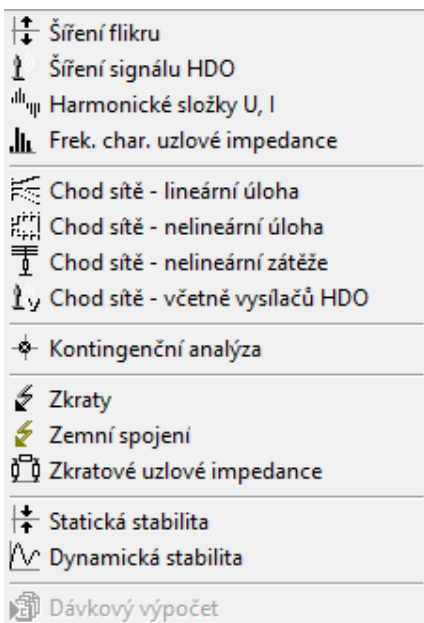 Šíření flikru
Šíření signálu HDO
Harmonické složky U, I
Frek. char. uzlové impedance
Chod sítě - lineární úloha
Chod sítě - nelineární úloha
Chod sítě - nelineární zátěže
Chod sítě - včetně vysílačů HDO
Kontingenční analýza
Zkraty
Zemní spojení
Zkratové uzlové impedance
Statická stabilita
Dynamická stabilita
Dávkový výpočet